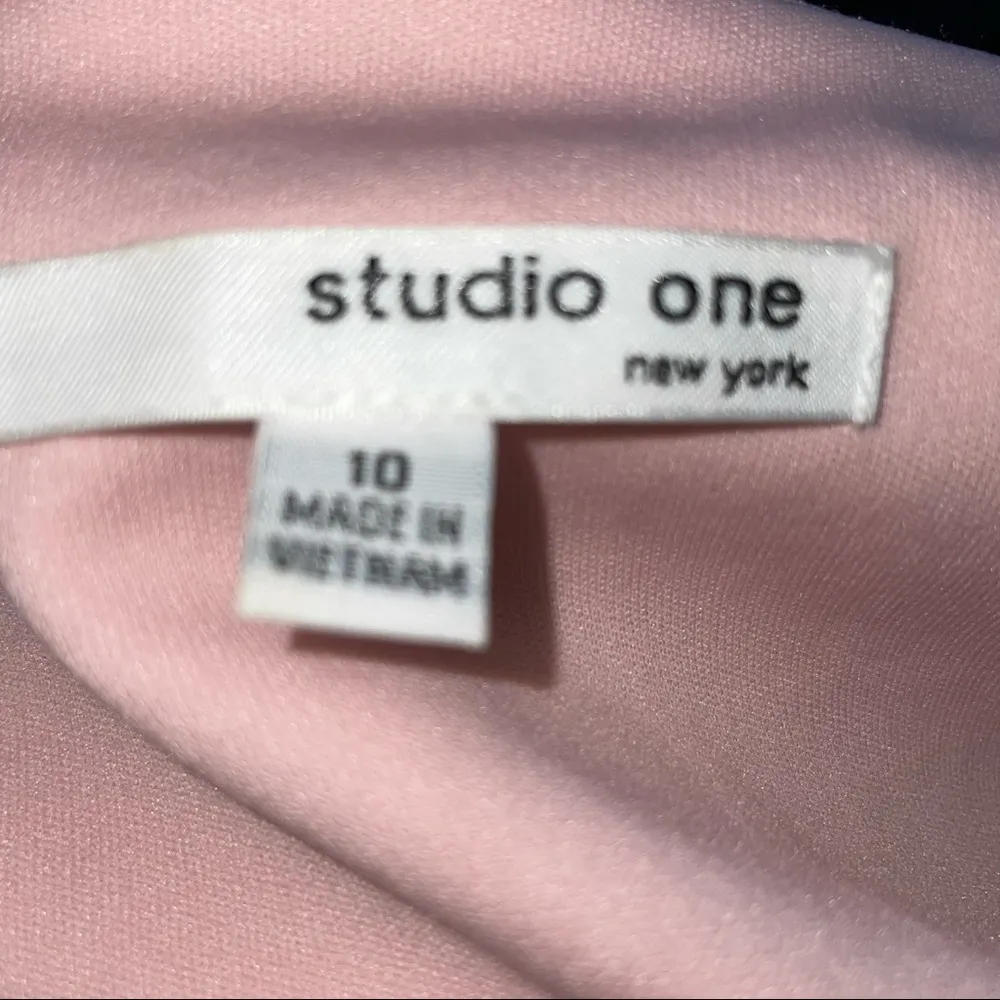 studio one
new york
10
MADE IN
VIETNAM